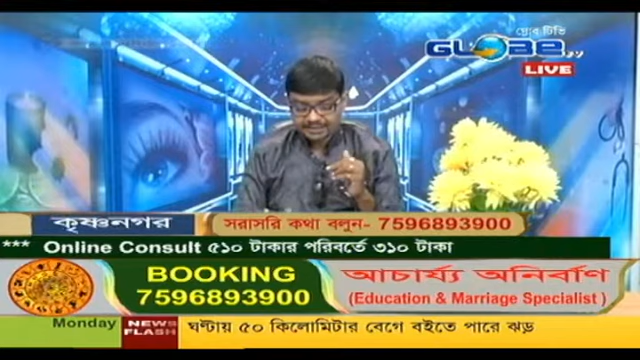 গ্লোব টিভি
GLOBE TV
LIVE
কৃষ্ণনগর
সরাসরি কথা বলুন- 7596893900
*** Online Consult ৫১০ টাকার পরিবর্তে ৩১০ টাকা
BOOKING
7596893900
আচার্য্য অনির্বাণ
(Education & Marriage Specialist)
Monday
NEWS FLASH
ঘণ্টায় ৫০ কিলোমিটার বেগে বইতে পারে ঝড়